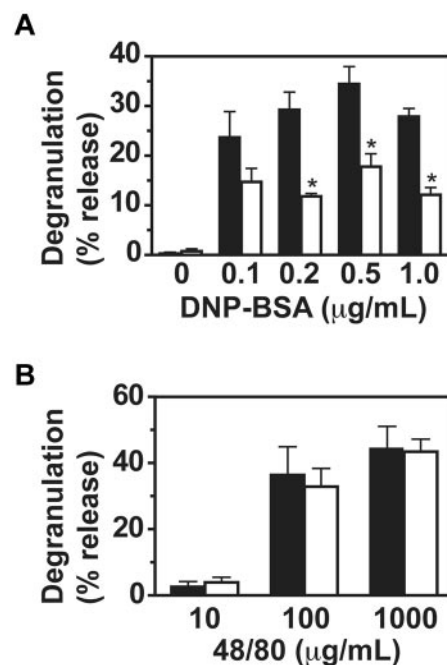 A
Degranulation
(% release)
40
30
20
10
0
* * *
0 0.1 0.2 0.5 1.0
DNP-BSA (μg/mL)
B
Degranulation
(% release)
60
40
20
0
10 100 1000
48/80 (μg/mL)